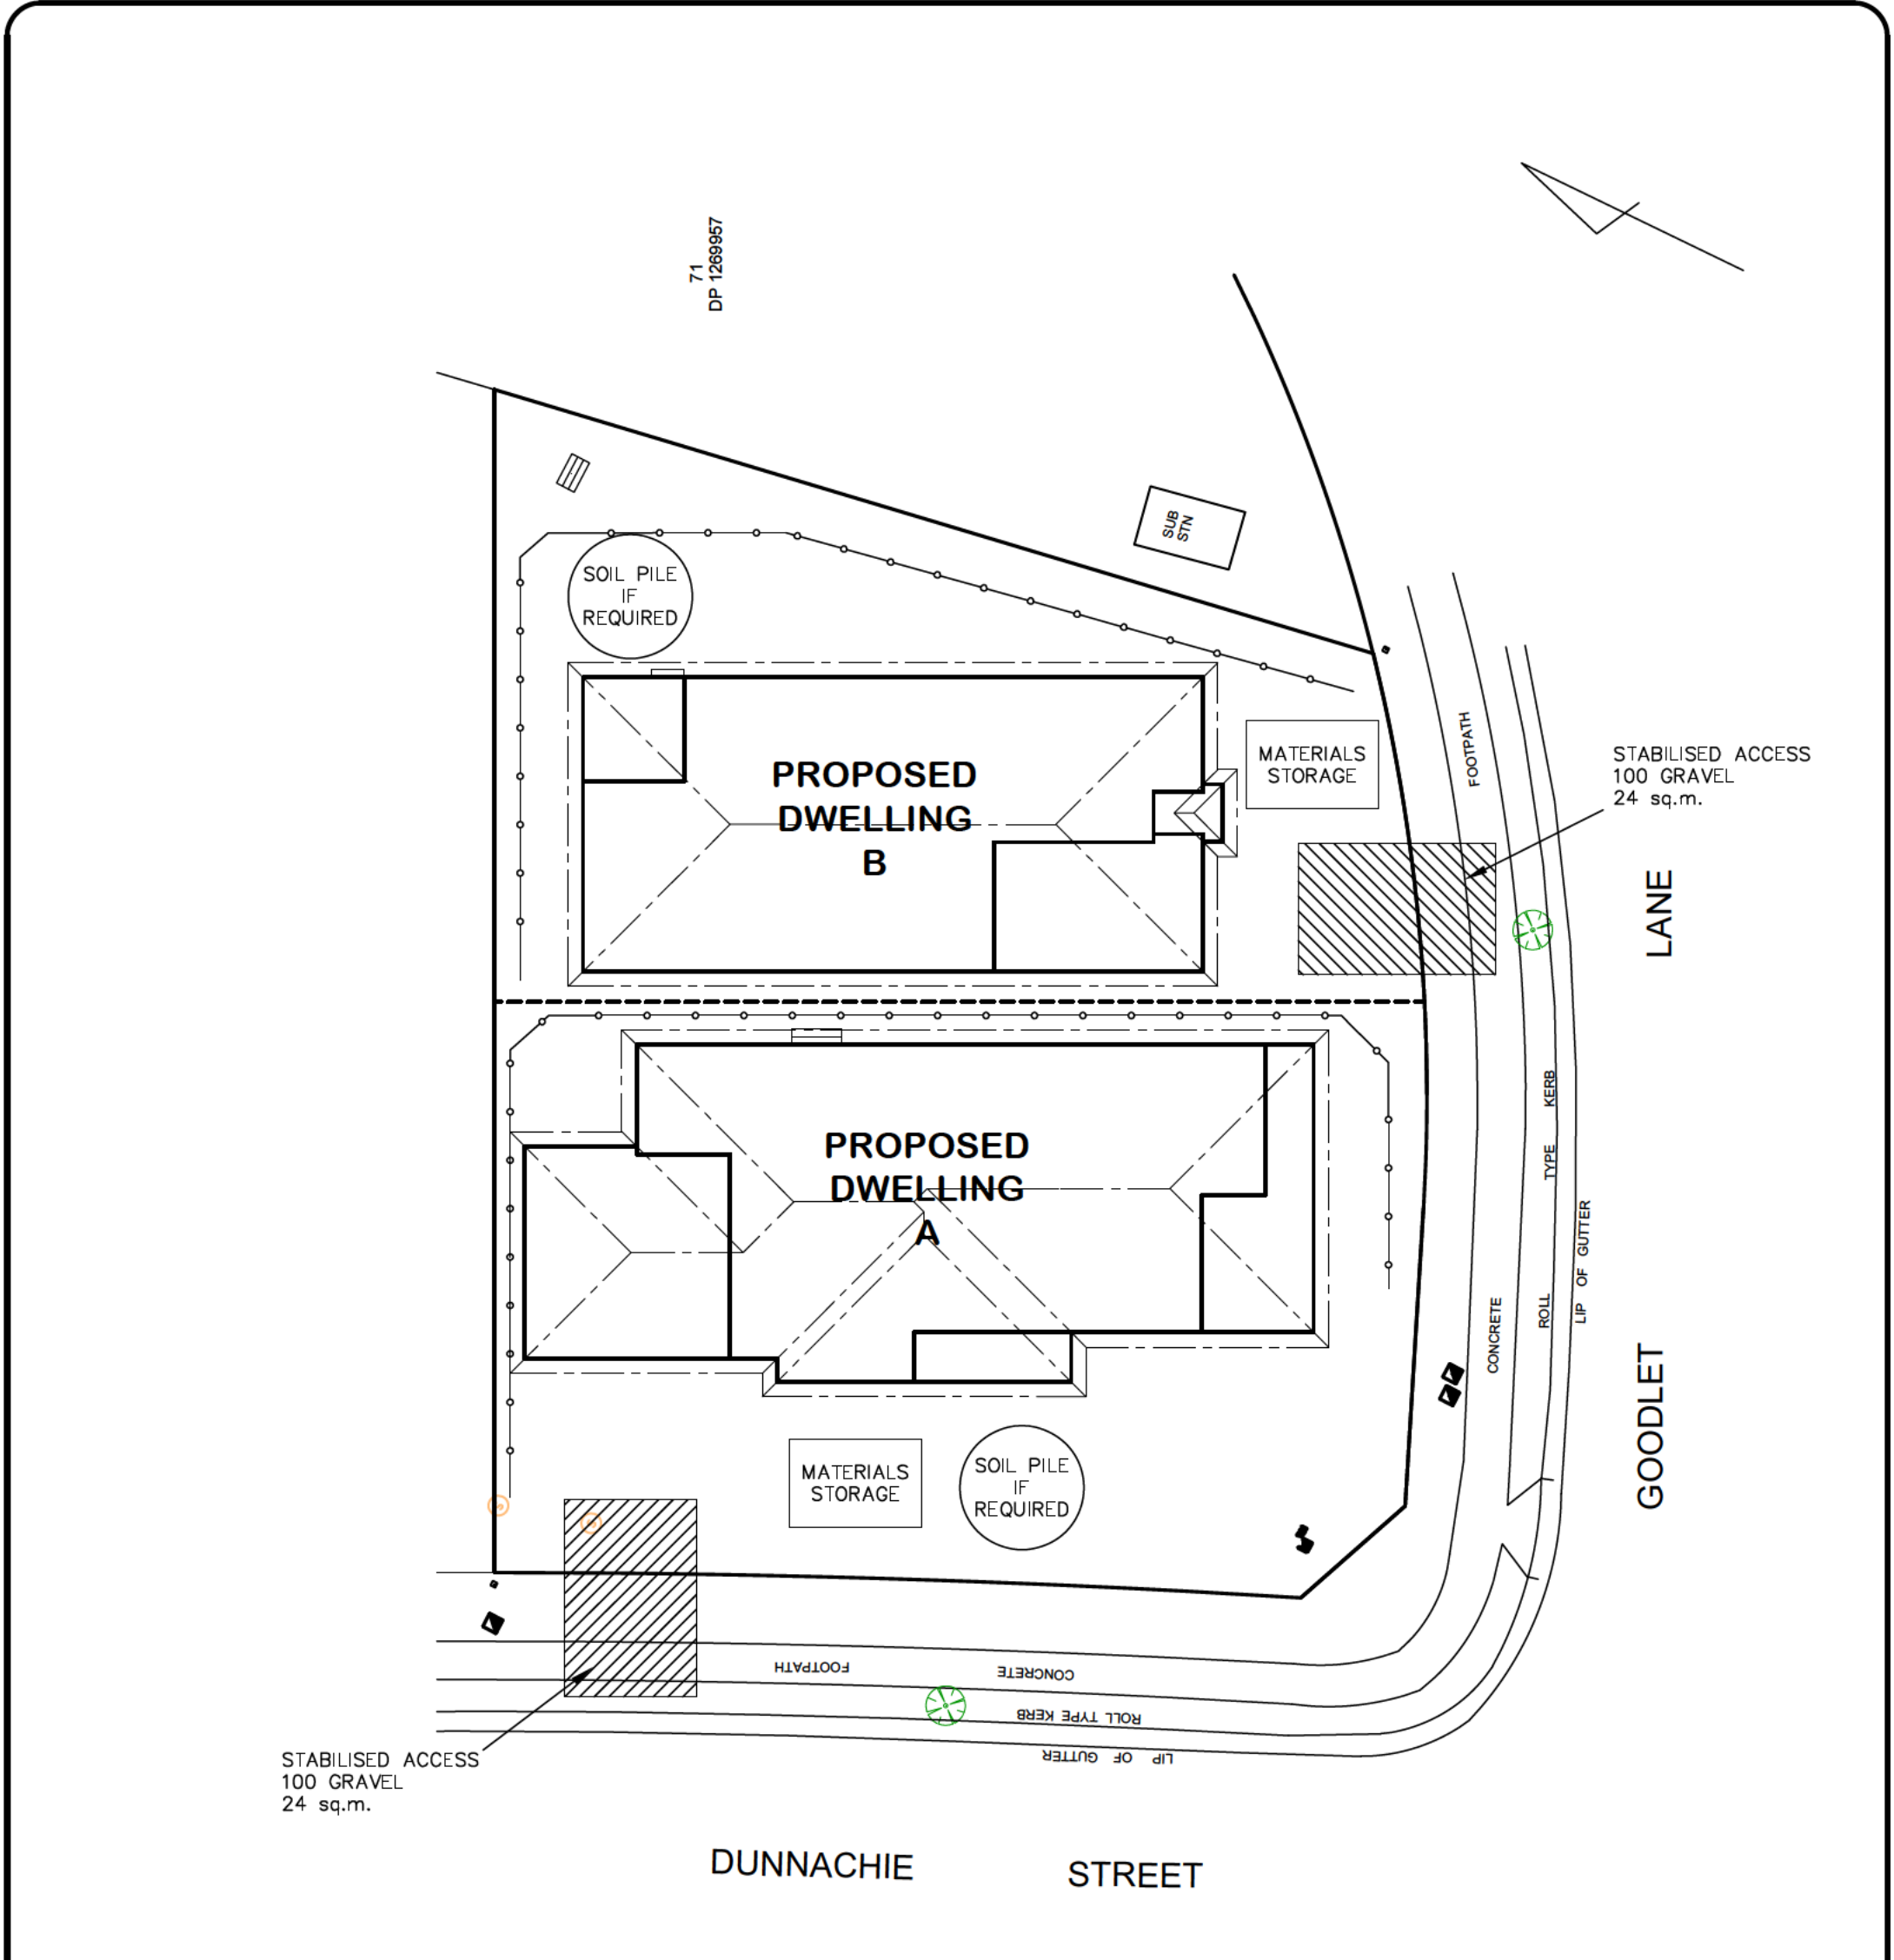 71
DP 1269957
SUB
STN
SOIL PILE
IF
REQUIRED
PROPOSED
DWELLING
B
MATERIALS
STORAGE
FOOTPATH
STABILISED ACCESS
100 GRAVEL
24 sq.m.
LANE
PROPOSED
DWELLING
A
KERB
TYPE
ROLL
LIP OF GUTTER
CONCRETE
GOODLET
MATERIALS
STORAGE
SOIL PILE
IF
REQUIRED
CONCRETE FOOTPATH
ROLL TYPE KERB
LIP OF GUTTER
STABILISED ACCESS
100 GRAVEL
24 sq.m.
DUNNACHIE STREET